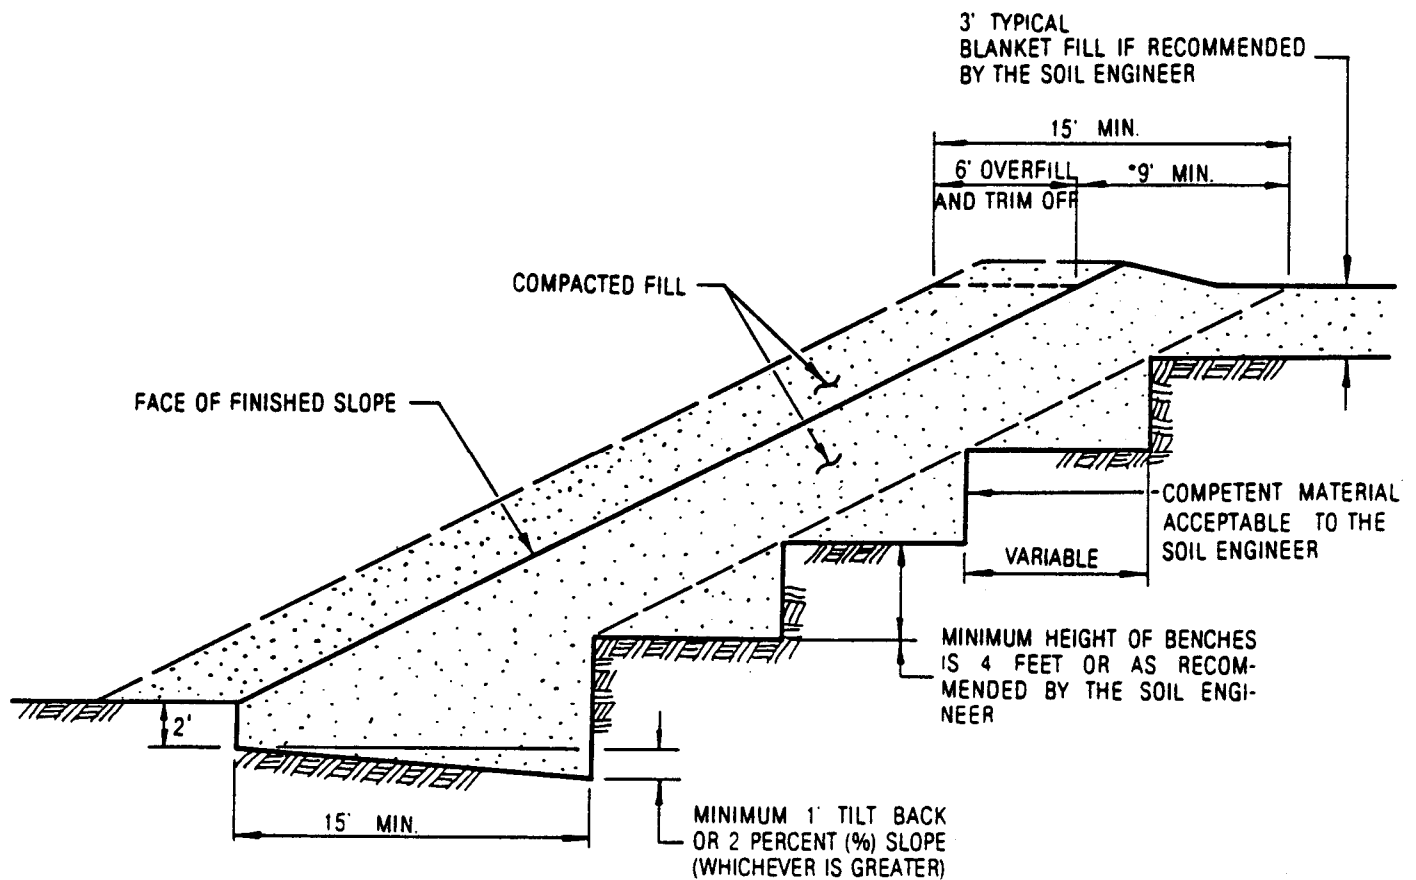 3' TYPICAL
BLANKET FILL IF RECOMMENDED
BY THE SOIL ENGINEER
15' MIN.
6' OVERFILL
AND TRIM OFF
*9' MIN.
COMPACTED FILL
FACE OF FINISHED SLOPE
COMPETENT MATERIAL
ACCEPTABLE TO THE
SOIL ENGINEER
VARIABLE
MINIMUM HEIGHT OF BENCHES
IS 4 FEET OR AS RECOM-
MENDED BY THE SOIL ENGI-
NEER
2'
15' MIN.
MINIMUM 1' TILT BACK
OR 2 PERCENT (%) SLOPE
(WHICHEVER IS GREATER)